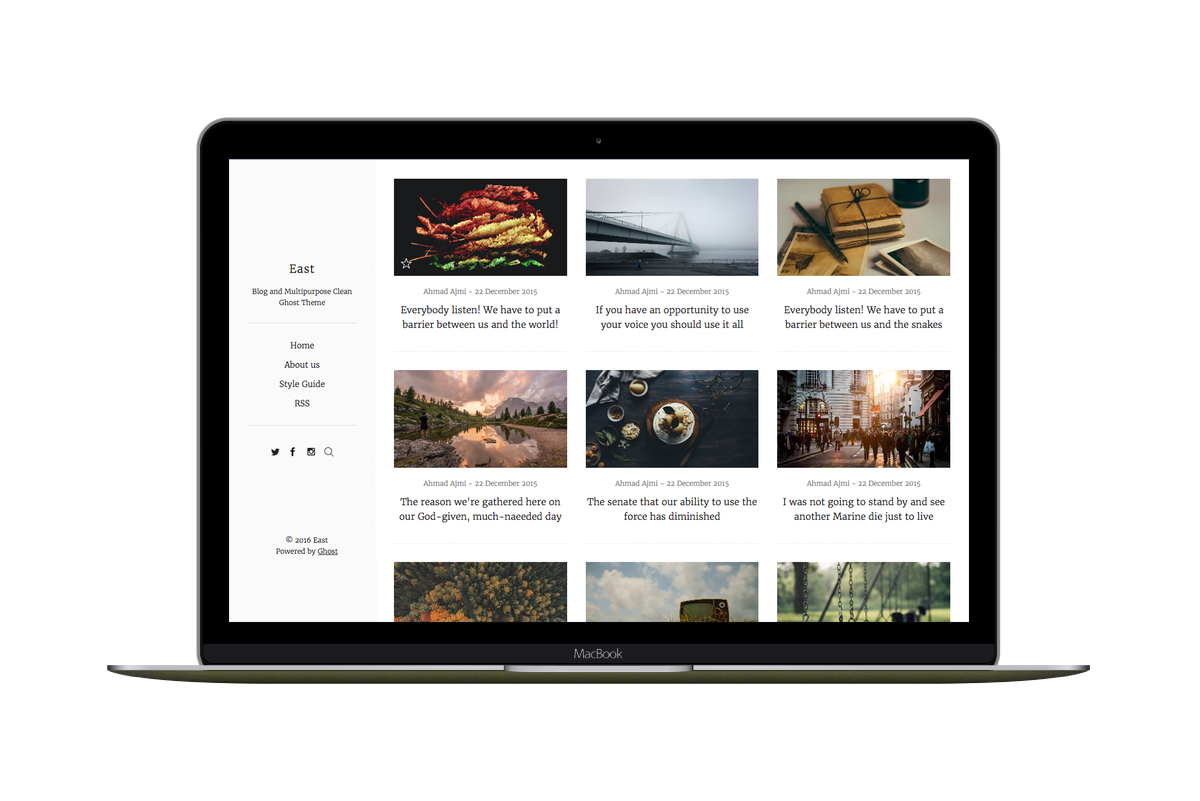 East
Blog and Multipurpose Clean
Ghost Theme
Home
About us
Style Guide
RSS
© 2016 East
Powered by Ghost
Ahmad Ajmi - 22 December 2015
Everybody listen! We have to put a
barrier between us and the world!
Ahmad Ajmi - 22 December 2015
If you have an opportunity to use
your voice you should use it all
Ahmad Ajmi - 22 December 2015
Everybody listen! We have to put a
barrier between us and the snakes
Ahmad Ajmi - 22 December 2015
The reason we're gathered here on
our God-given, much-naeeded day
Ahmad Ajmi - 22 December 2015
The senate that our ability to use the
force has diminished
Ahmad Ajmi - 22 December 2015
I was not going to stand by and see
another Marine die just to live
MacBook